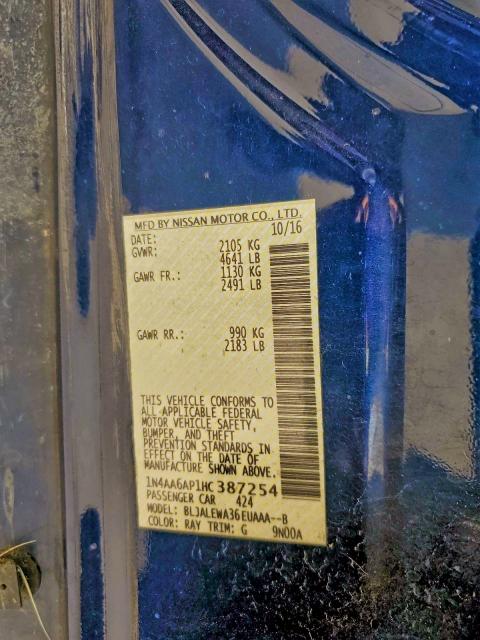 MFD BY NISSAN MOTOR CO., LTD.
DATE: 10/16
GVWR: 2105 KG
4641 LB
GAWR FR.: 1130 KG
2491 LB
GAWR RR.: 990 KG
2183 LB
THIS VEHICLE CONFORMS TO
ALL APPLICABLE FEDERAL
MOTOR VEHICLE SAFETY,
BUMPER, AND THEFT
PREVENTION STANDARDS IN
EFFECT ON THE DATE OF
MANUFACTURE SHOWN ABOVE.
1N4AA6AP1HC387254
PASSENGER CAR 424
MODEL: BLJALEWA36EUAAA--B
COLOR: RAY TRIM: G 9N00A